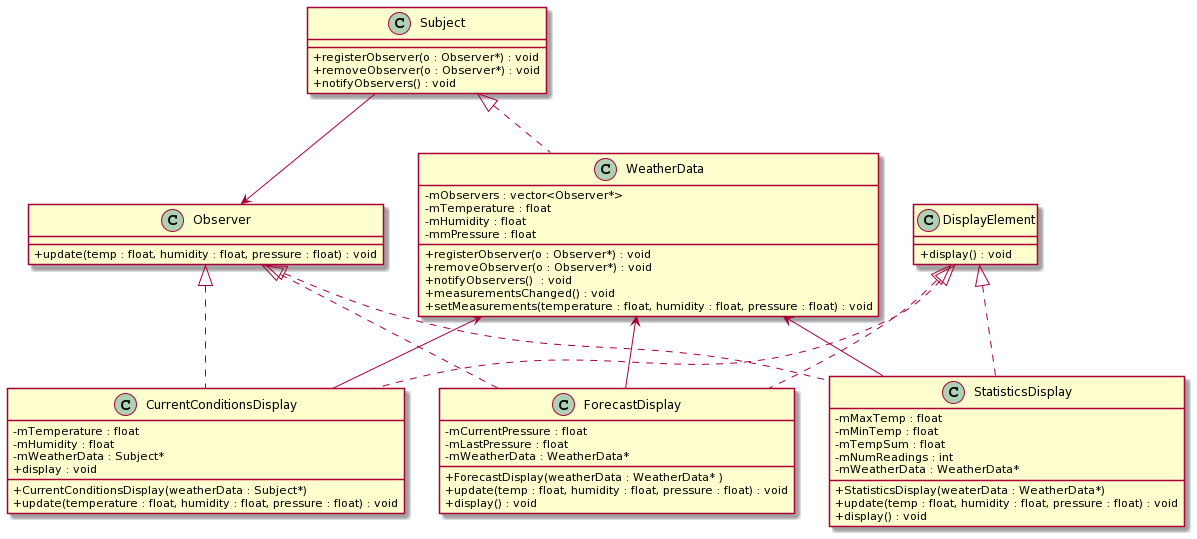 C Subject
+registerObserver(o : Observer*) : void
+removeObserver(o : Observer*) : void
+notifyObservers() : void
C WeatherData
-mObservers : vector<Observer*>
-mTemperature : float
-mHumidity : float
-mmPressure : float
+registerObserver(o : Observer*) : void
+removeObserver(o : Observer*) : void
+notifyObservers()  : void
+measurementsChanged() : void
+setMeasurements(temperature : float, humidity : float, pressure : float) : void
C Observer
+update(temp : float, humidity : float, pressure : float) : void
C DisplayElement
+display() : void
C CurrentConditionsDisplay
-mTemperature : float
-mHumidity : float
-mWeatherData : Subject*
+display : void
+CurrentConditionsDisplay(weatherData : Subject*)
+update(temperature : float, humidity : float, pressure : float) : void
C ForecastDisplay
-mCurrentPressure : float
-mLastPressure : float
-mWeatherData : WeatherData*
+ForecastDisplay(weatherData : WeatherData* )
+update(temp : float, humidity : float, pressure : float) : void
+display() : void
C StatisticsDisplay
-mMaxTemp : float
-mMinTemp : float
-mTempSum : float
-mNumReadings : int
-mWeatherData : WeatherData*
+StatisticsDisplay(weaterData : WeatherData*)
+update(temp : float, humidity : float, pressure : float) : void
+display() : void